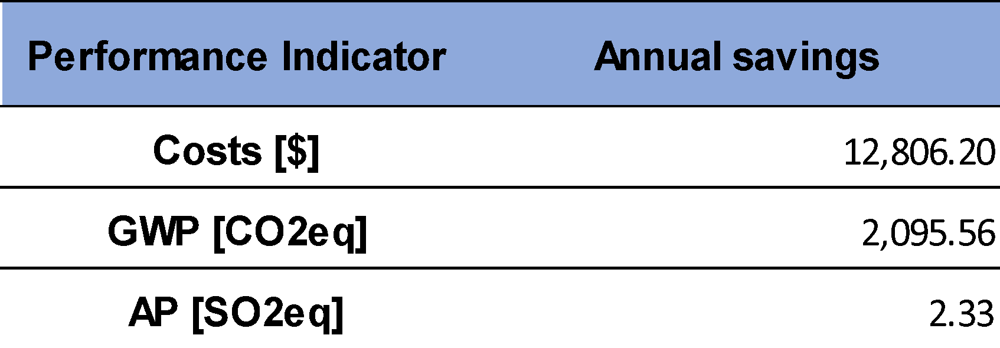 Performance Indicator Annual savings
Costs [$] 12,806.20
GWP [CO2eq] 2,095.56
AP [SO2eq] 2.33